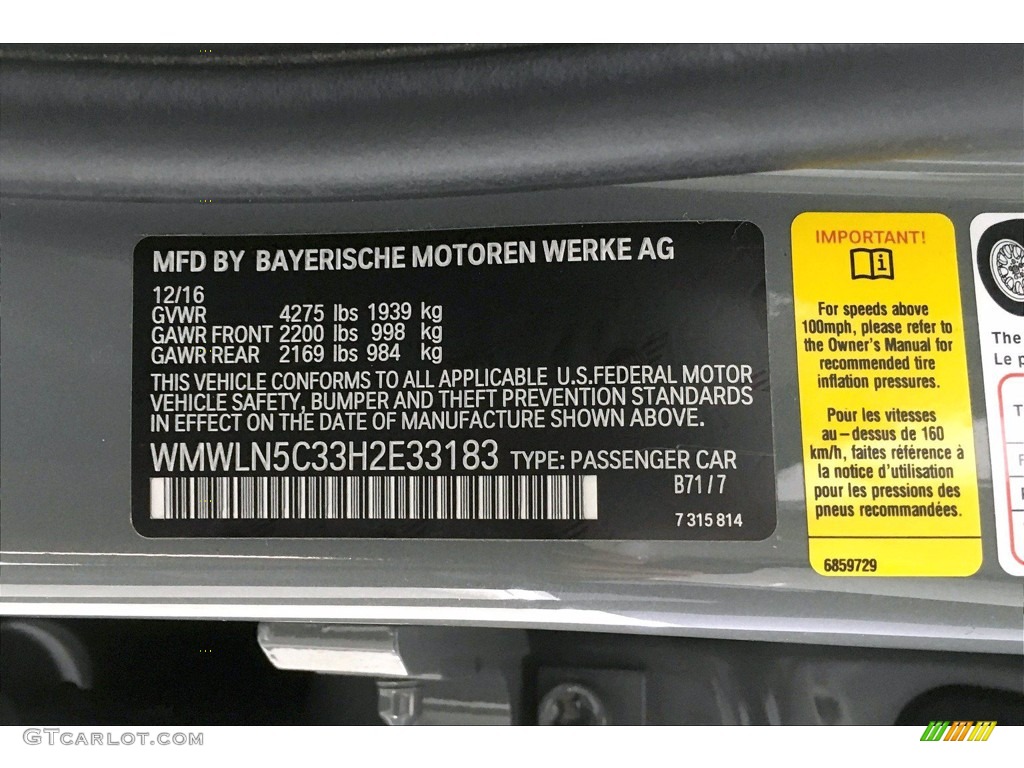 MFD BY BAYERISCHE MOTOREN WERKE AG
12/16
GVWR 4275 lbs 1939 kg
GAWR FRONT 2200 lbs 998 kg
GAWR REAR 2169 lbs 984 kg
THIS VEHICLE CONFORMS TO ALL APPLICABLE U.S.FEDERAL MOTOR
VEHICLE SAFETY, BUMPER AND THEFT PREVENTION STANDARDS
IN EFFECT ON THE DATE OF MANUFACTURE SHOWN ABOVE.
WMWLN5C33H2E33183 TYPE: PASSENGER CAR
B71/7
7 315 814
IMPORTANT!
For speeds above
100mph, please refer to
the Owner's Manual for
recommended tire
inflation pressures.
Pour les vitesses
au-dessus de 160
km/h, faites référence à
la notice d'utilisation
pour les pressions des
pneus recommandées.
6859729
The
Le p
GTCARLOT.COM